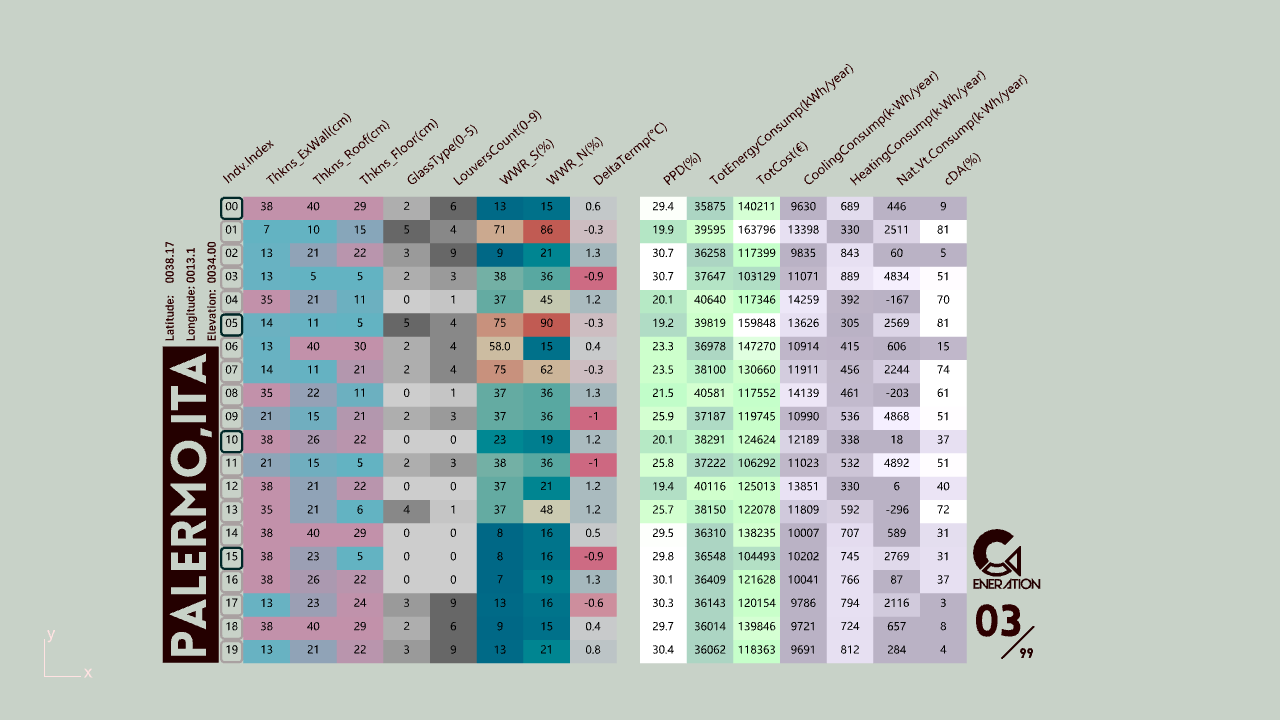 Indv.Index Thkns_ExWall(cm) Thkns_Roof(cm) Thkns_Floor(cm) GlassType(0-5) LouversCount(0-9) WWR_S(%) WWR_N(%) DeltaTermp(°C) PPD(%) TotEnergyConsump(kWh/year) TotCost(€) CoolingConsump(k·Wh/year) HeatingConsump(k·Wh/year) Nat.Vt.Consump(k·Wh/year) cDA(%)
00 38 40 29 2 6 13 15 0.6 29.4 35875 140211 9630 689 446 9
01 7 10 15 5 4 71 86 -0.3 19.9 39595 163796 13398 330 2511 81
02 13 21 22 3 9 9 21 1.3 30.7 36258 117399 9835 843 60 5
03 13 5 5 2 3 38 36 -0.9 30.7 37647 103129 11071 889 4834 51
04 35 21 11 0 1 37 45 1.2 20.1 40640 117346 14259 392 -167 70
05 14 11 5 5 4 75 90 -0.3 19.2 39819 159848 13626 305 2569 81
06 13 40 30 2 4 58.0 15 0.4 23.3 36978 147270 10914 415 606 15
07 14 11 21 2 4 75 62 -0.3 23.5 38100 130660 11911 456 2244 74
08 35 22 11 0 1 37 36 1.3 21.5 40581 117552 14139 461 -203 61
09 21 15 21 2 3 37 36 -1 25.9 37187 119745 10990 536 4868 51
10 38 26 22 0 0 23 19 1.2 20.1 38291 124624 12189 338 18 37
11 21 15 5 2 3 38 36 -1 25.8 37222 106292 11023 532 4892 51
12 38 21 22 0 0 37 21 1.2 19.4 40116 125013 13851 330 6 40
13 35 21 6 4 1 37 48 1.2 25.7 38150 122078 11809 592 -296 72
14 38 40 29 0 0 8 16 0.5 29.5 36310 138235 10007 707 589 31
15 38 23 5 0 0 8 16 -0.9 29.8 36548 104493 10202 745 2769 31
16 38 26 22 0 0 7 19 1.3 30.1 36409 121628 10041 766 87 37
17 13 23 24 3 9 13 16 -0.6 30.3 36143 120154 9786 794 2116 3
18 38 40 29 2 6 9 15 0.4 29.7 36014 139846 9721 724 657 8
19 13 21 22 3 9 13 21 0.8 30.4 36062 118363 9691 812 284 4
Latitude: 0038.17
Longitude: 0013.1
Elevation: 0034.00
PALERMO,ITA
ENERATION
03/99
y
x